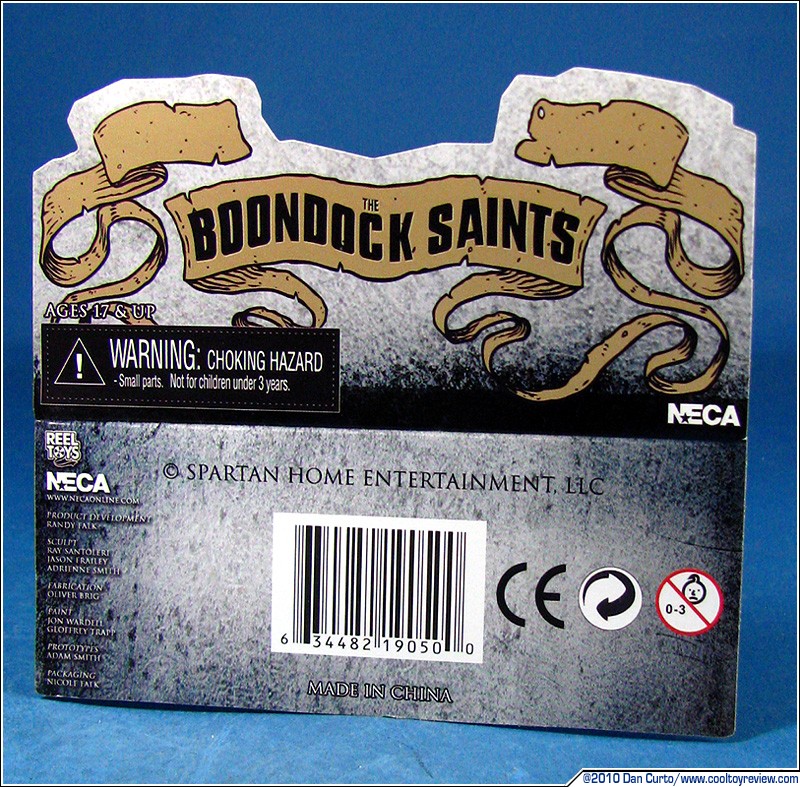 THE
BOONDOCK SAINTS
AGES 17 & UP
WARNING: CHOKING HAZARD
- Small parts. Not for children under 3 years.
NECA
REEL
TOYS
NECA
WWW.NECAONLINE.COM
© SPARTAN HOME ENTERTAINMENT, LLC
PRODUCT DEVELOPMENT
RANDY FALK
SCULPT
RAY SANTOLERI
JASON FRAILEY
ADRIENNE SMITH
FABRICATION
OLIVER BRIG
PAINT
JON WARDELL
GEOFFREY TRAPP
PROTOTYPES
ADAM SMITH
PACKAGING
NICOLE FALK
6 34482 19050 0
CE
0-3
MADE IN CHINA
@2010 Dan Curto/www.cooltoyreview.com